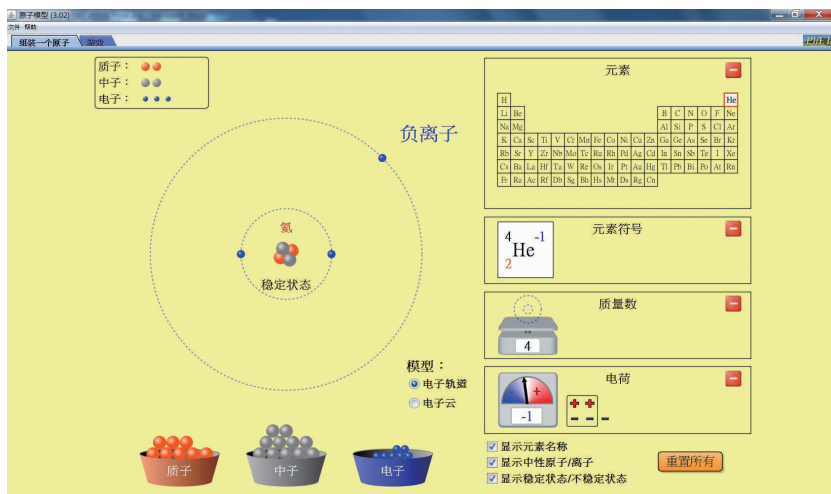 原子模型 (3.02)
文件 帮助
组装一个原子 游戏
质子：
中子：
电子：
负离子
氦
稳定状态
模型：
电子轨道
电子云
质子
中子
电子
元素
H He
Li Be B C N O F Ne
Na Mg Al Si P S Cl Ar
K Ca Sc Ti V Cr Mn Fe Co Ni Cu Zn Ga Ge As Se Br Kr
Rb Sr Y Zr Nb Mo Tc Ru Rh Pd Ag Cd In Sn Sb Te I Xe
Cs Ba La Hf Ta W Re Os Ir Pt Au Hg Tl Pb Bi Po At Rn
Fr Ra Ac Rf Db Sg Bh Hs Mt Ds Rg Cn
元素符号
4 -1
He
2
质量数
4
电荷
- +
-1
+ +
- - -
显示元素名称
显示中性原子/离子
显示稳定状态/不稳定状态
重置所有